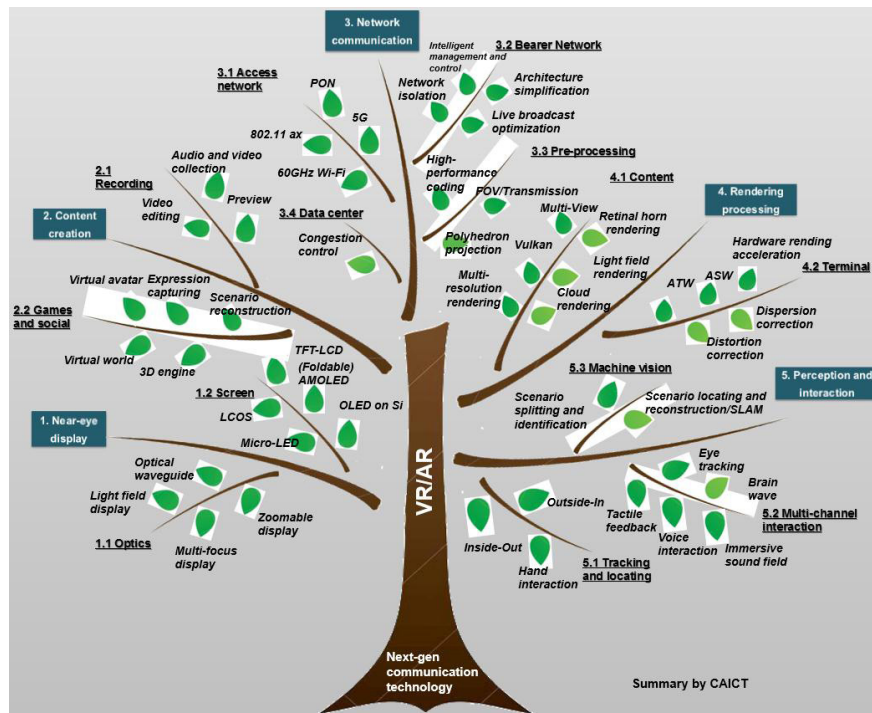 3. Network
communication
3.1 Access
network
PON
5G
802.11 ax
60GHz Wi-Fi
3.2 Bearer Network
Intelligent
management and
control
Network
isolation
Architecture
simplification
Live broadcast
optimization
3.3 Pre-processing
High-
performance
coding
FOV/Transmission
Polyhedron
projection
3.4 Data center
Congestion
control
2. Content
creation
2.1
Recording
Audio and video
collection
Video
editing
Preview
2.2 Games
and social
Virtual avatar
Expression
capturing
Scenario
reconstruction
Virtual world
3D engine
4. Rendering
processing
4.1 Content
Multi-View
Retinal horn
rendering
Vulkan
Light field
rendering
Multi-
resolution
rendering
Cloud
rendering
4.2 Terminal
Hardware rending
acceleration
ATW
ASW
Dispersion
correction
Distortion
correction
1. Near-eye
display
1.2 Screen
TFT-LCD
(Foldable)
AMOLED
LCOS
OLED on Si
Micro-LED
1.1 Optics
Optical
waveguide
Light field
display
Zoomable
display
Multi-focus
display
5. Perception and
interaction
5.3 Machine vision
Scenario
splitting and
identification
Scenario locating and
reconstruction/SLAM
5.2 Multi-channel
interaction
Eye
tracking
Brain
wave
Tactile
feedback
Voice
interaction
Immersive
sound field
5.1 Tracking
and locating
Outside-In
Inside-Out
Hand
interaction
VR/AR
Next-gen
communication
technology
Summary by CAICT